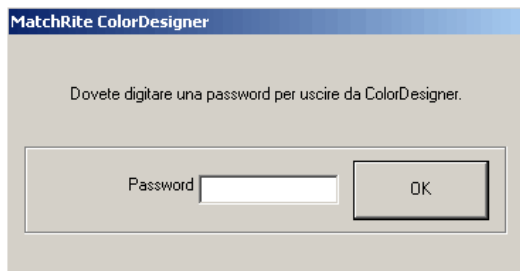 MatchRite ColorDesigner
Dovete digitare una password per uscire da ColorDesigner.
Password
OK